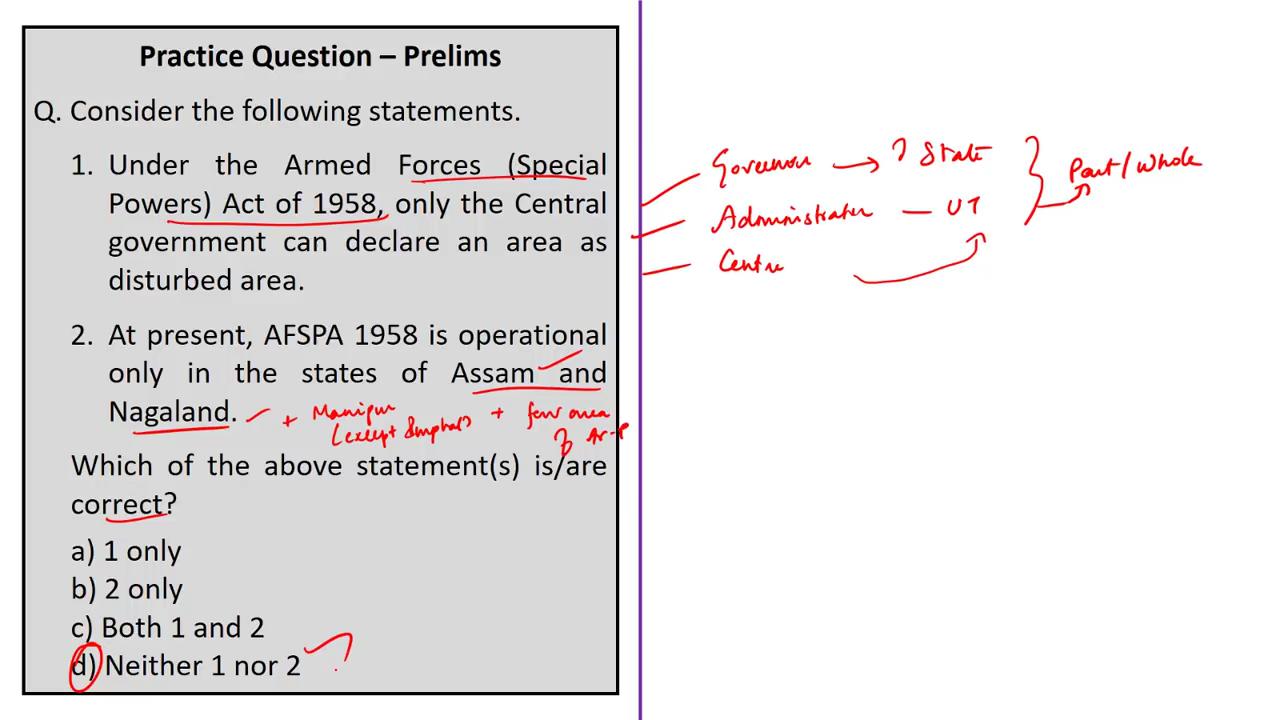 Practice Question – Prelims
Q. Consider the following statements.
1. Under the Armed Forces (Special
Powers) Act of 1958, only the Central
government can declare an area as
disturbed area.
2. At present, AFSPA 1958 is operational
only in the states of Assam and
Nagaland.
+ Manipur + few area
(except Imphal) of Ar-P
Which of the above statement(s) is/are
correct?
a) 1 only
b) 2 only
c) Both 1 and 2
d) Neither 1 nor 2
Governor → State
Administrator — UT
Centre
Part/Whole